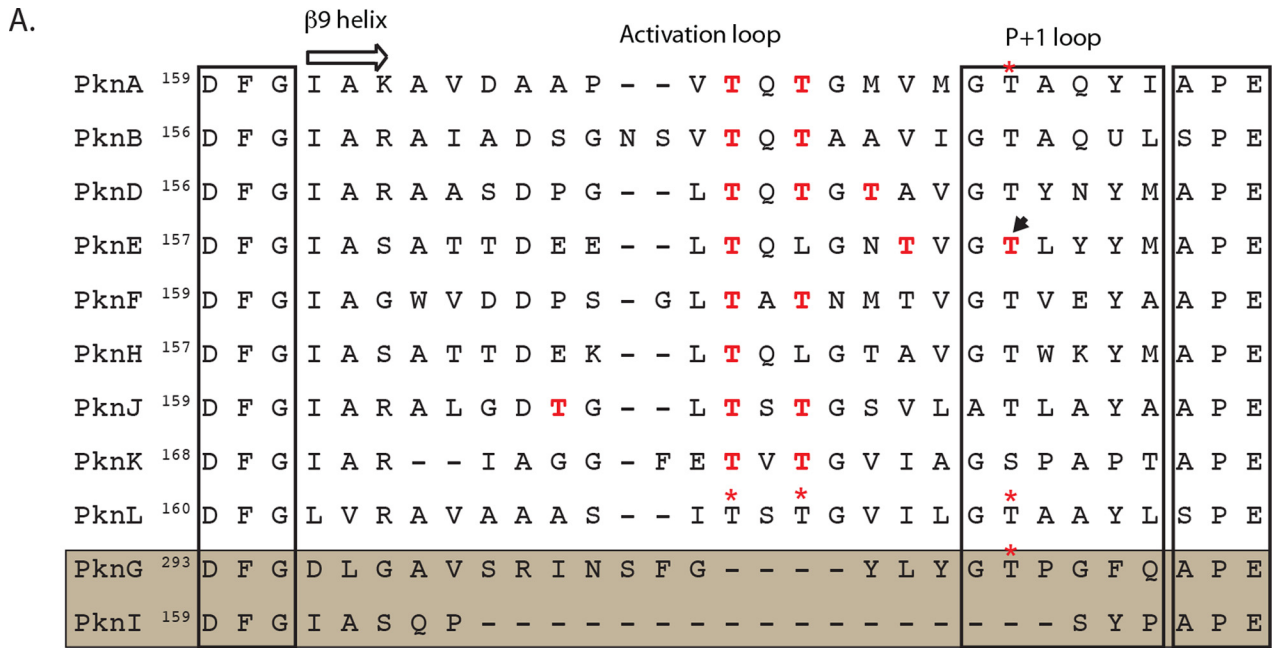 A.
β9 helix Activation loop P+1 loop
*
PknA 159 D F G I A K A V D A A P – – V T Q T G M V M G T A Q Y I A P E
PknB 156 D F G I A R A I A D S G N S V T Q T A A V I G T A Q U L S P E
PknD 156 D F G I A R A A S D P G – – L T Q T G T A V G T Y N Y M A P E
PknE 157 D F G I A S A T T D E E – – L T Q L G N T V G T L Y Y M A P E
PknF 159 D F G I A G W V D D P S – G L T A T N M T V G T V E Y A A P E
PknH 157 D F G I A S A T T D E K – – L T Q L G T A V G T W K Y M A P E
PknJ 159 D F G I A R A L G D T G – – L T S T G S V L A T L A Y A A P E
PknK 168 D F G I A R – – I A G G – F E T V T G V I A G S P A P T A P E
* * *
PknL 160 D F G L V R A V A A A S – – I T S T G V I L G T A A Y L S P E
*
PknG 293 D F G D L G A V S R I N S F G – – – – Y L Y G T P G F Q A P E
PknI 159 D F G I A S Q P – – – – – – – – – – – – – – – – – S Y P A P E